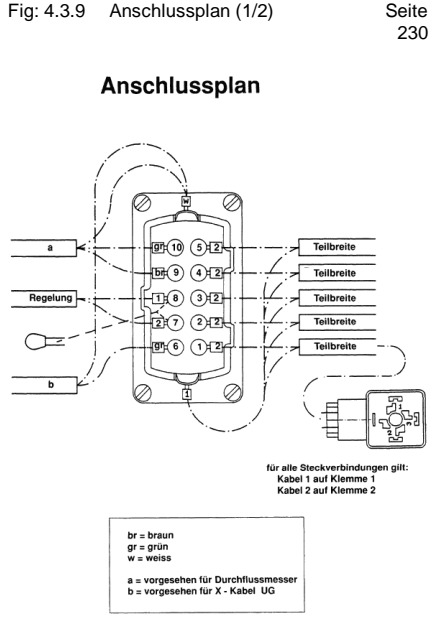 Fig: 4.3.9 Anschlussplan (1/2) Seite
230
Anschlussplan
w
a
gr 10 5 2 Teilbreite
br 9 4 2 Teilbreite
Regelung 1 8 3 2 Teilbreite
2 7 2 2 Teilbreite
gr 6 1 2 Teilbreite
b
1
1
2
3
für alle Steckverbindungen gilt:
Kabel 1 auf Klemme 1
Kabel 2 auf Klemme 2
br = braun
gr = grün
w = weiss
a = vorgesehen für Durchflussmesser
b = vorgesehen für X - Kabel UG